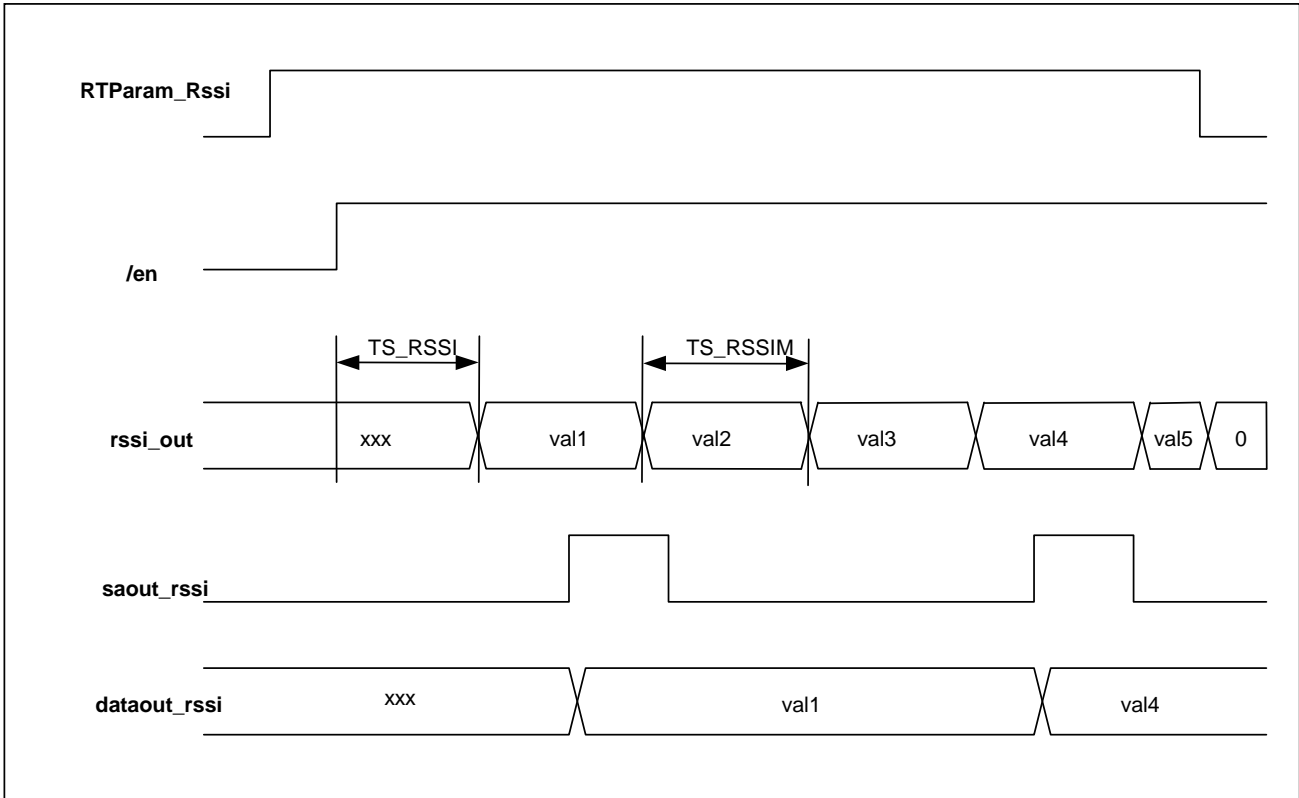 RTParam_Rssi
/en
TS_RSSI TS_RSSIM
rssi_out xxx val1 val2 val3 val4 val5 0
saout_rssi
dataout_rssi xxx val1 val4